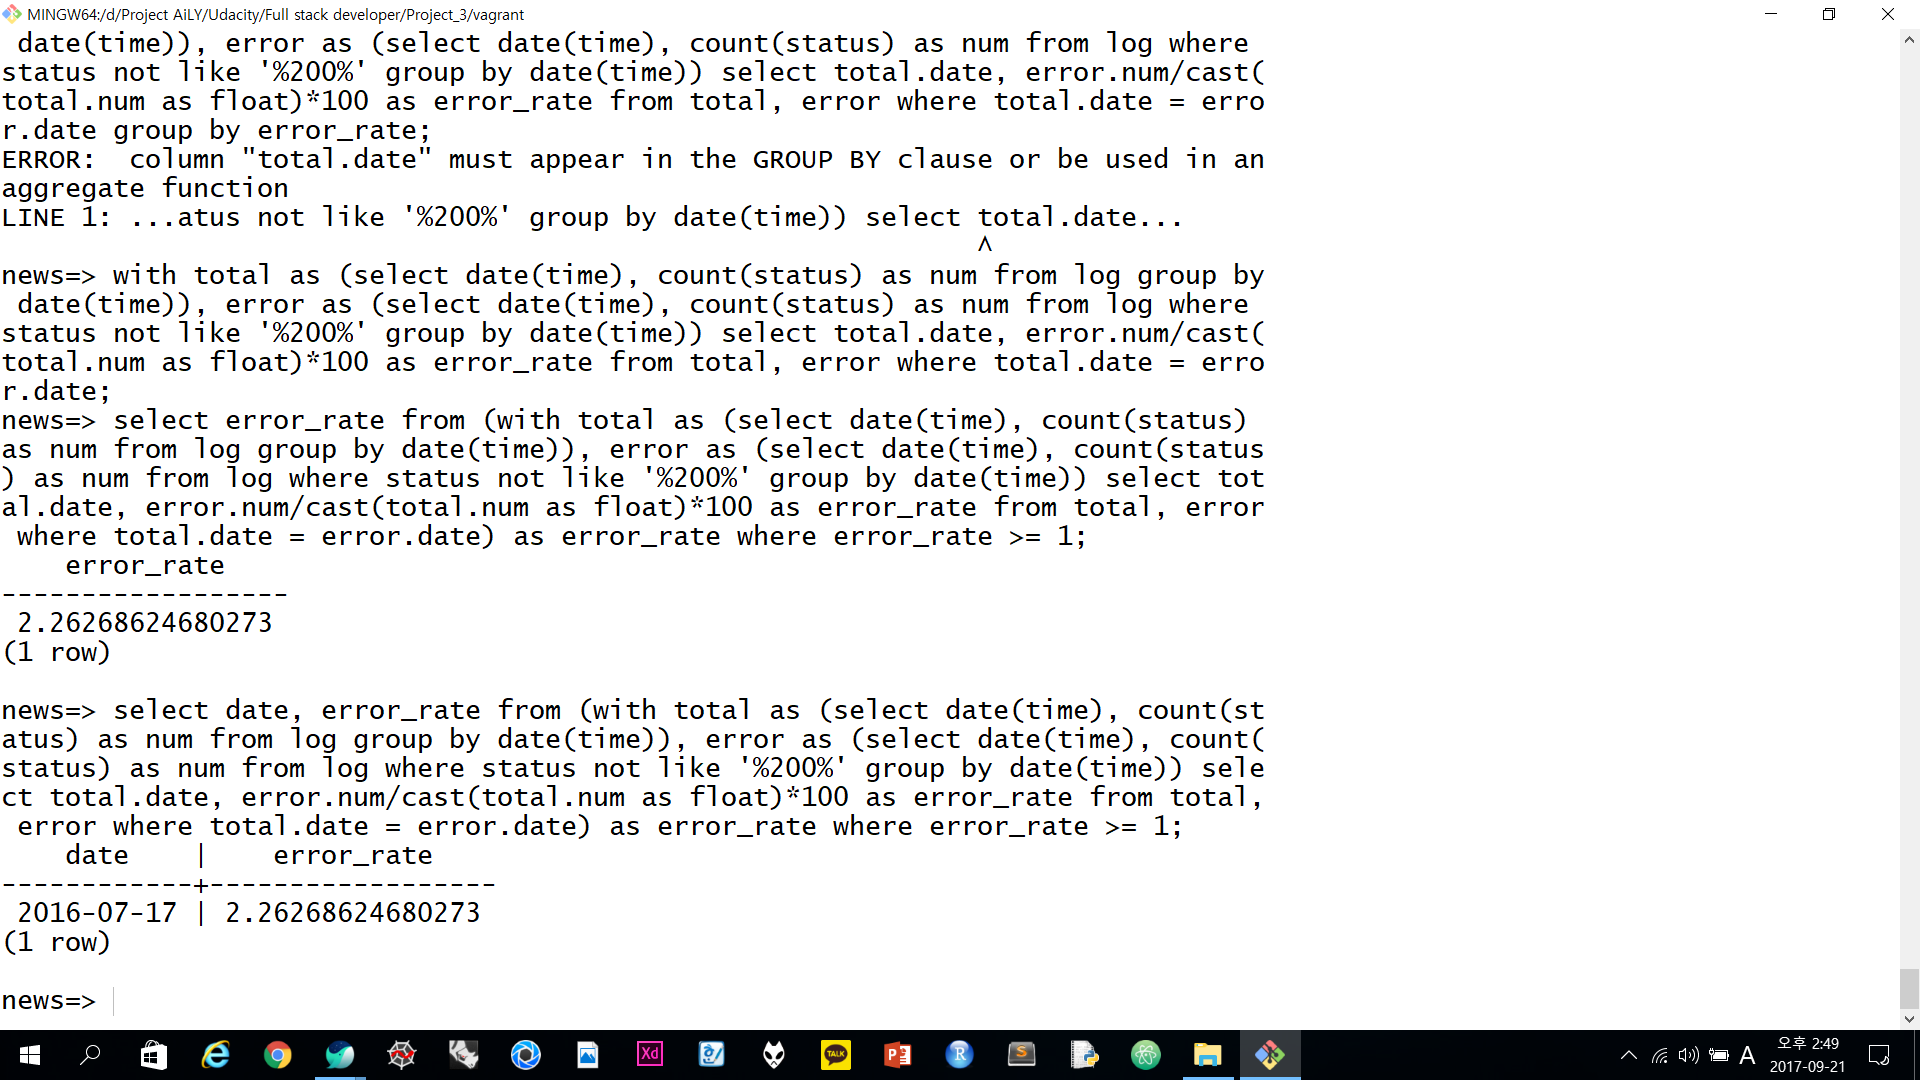 MINGW64:/d/Project AiLY/Udacity/Full stack developer/Project_3/vagrant
 date(time)), error as (select date(time), count(status) as num from log where
status not like '%200%' group by date(time)) select total.date, error.num/cast(
total.num as float)*100 as error_rate from total, error where total.date = erro
r.date group by error_rate;
ERROR:  column "total.date" must appear in the GROUP BY clause or be used in an
aggregate function
LINE 1: ...atus not like '%200%' group by date(time)) select total.date...
^
news=> with total as (select date(time), count(status) as num from log group by
 date(time)), error as (select date(time), count(status) as num from log where
status not like '%200%' group by date(time)) select total.date, error.num/cast(
total.num as float)*100 as error_rate from total, error where total.date = erro
r.date;
news=> select error_rate from (with total as (select date(time), count(status)
as num from log group by date(time)), error as (select date(time), count(status
) as num from log where status not like '%200%' group by date(time)) select tot
al.date, error.num/cast(total.num as float)*100 as error_rate from total, error
 where total.date = error.date) as error_rate where error_rate >= 1;
    error_rate
------------------
 2.26268624680273
(1 row)
news=> select date, error_rate from (with total as (select date(time), count(st
atus) as num from log group by date(time)), error as (select date(time), count(
status) as num from log where status not like '%200%' group by date(time)) sele
ct total.date, error.num/cast(total.num as float)*100 as error_rate from total,
 error where total.date = error.date) as error_rate where error_rate >= 1;
    date    |    error_rate
------------+------------------
 2016-07-17 | 2.26268624680273
(1 row)
news=>
Xd
TALK
P
R
S
A
오후 2:49
2017-09-21